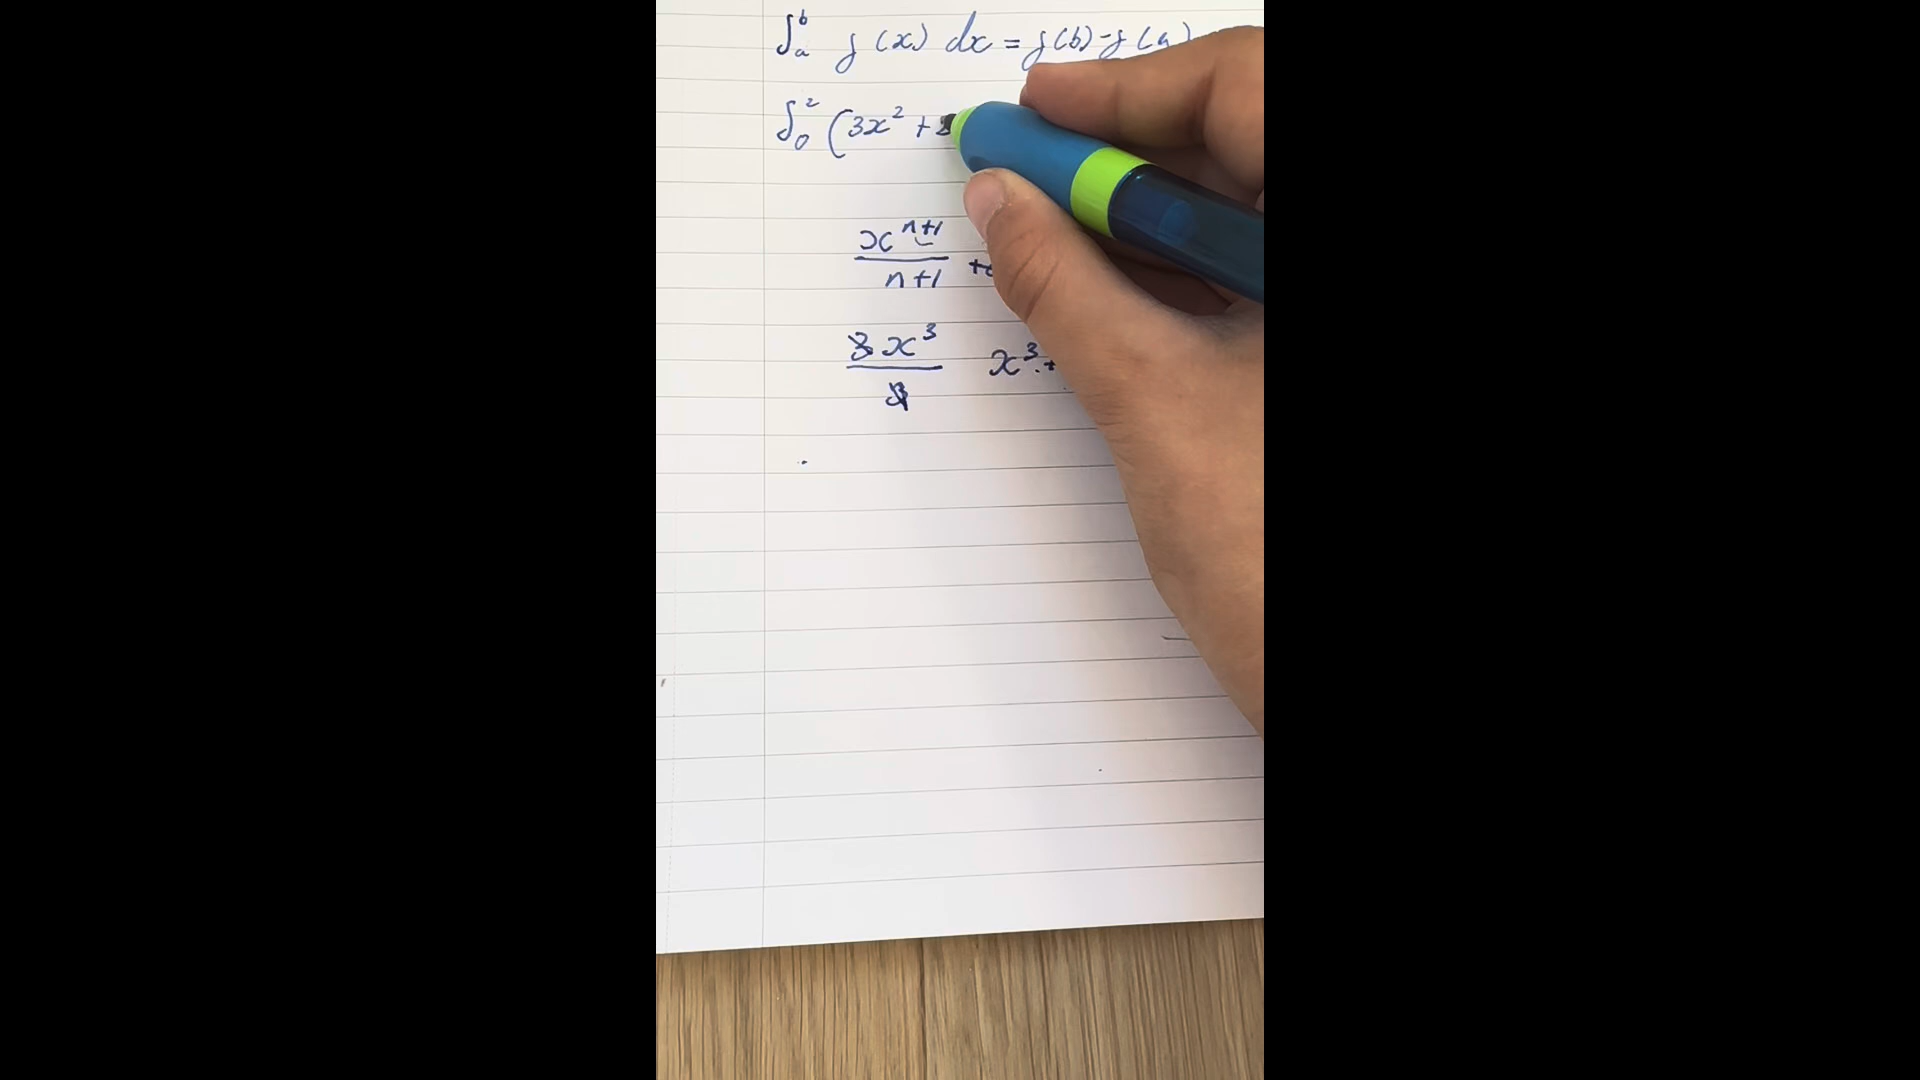 ∫ₐᵇ f(x) dx = f(b)-f(a)
∫₀² (3x² +
xⁿ⁺¹
n+1 +
3x³ x³ +
3